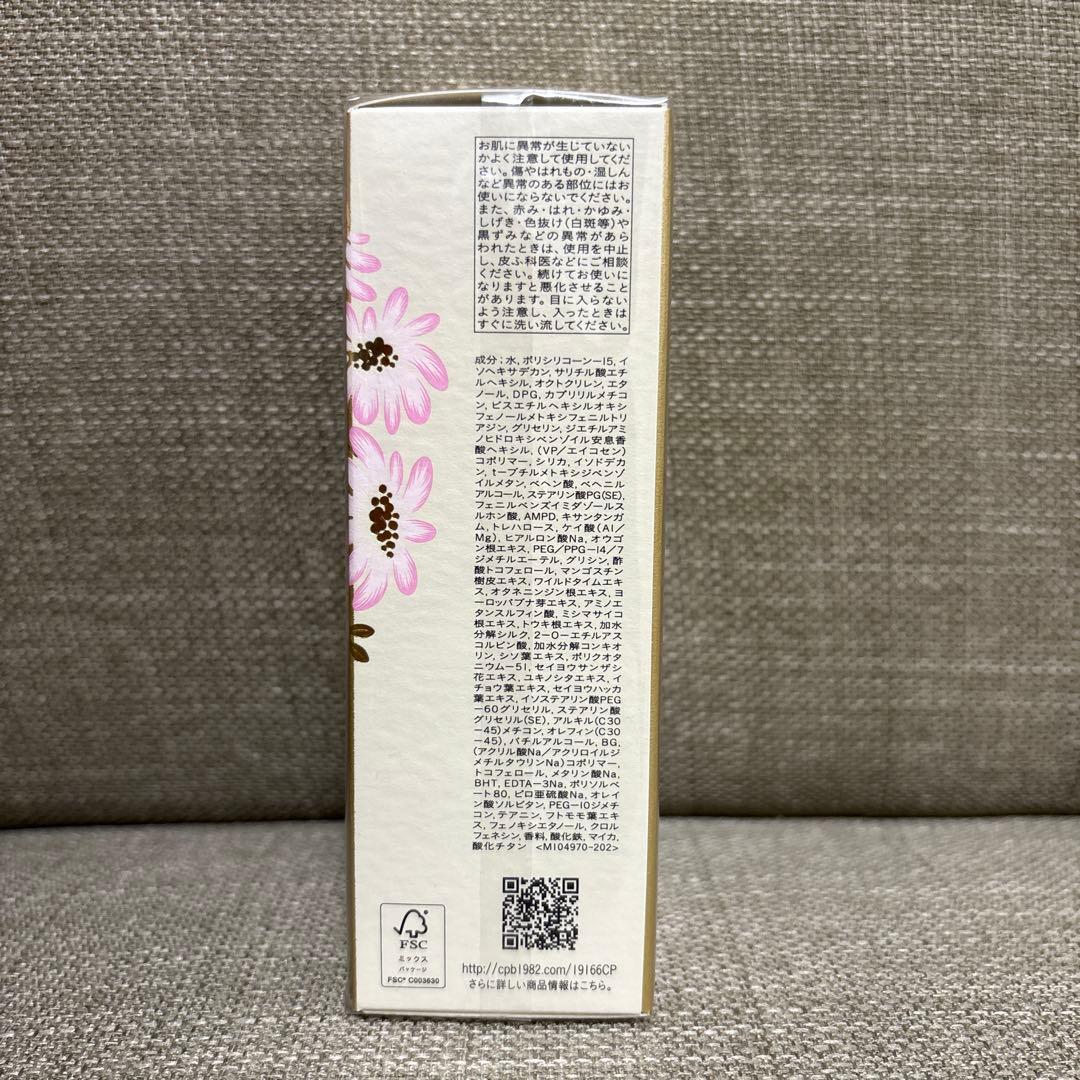 お肌に異常が生じていない
かよく注意して使用してくだ
さい。傷やはれもの・湿しん
など異常のある部位にはお
使いにならないでください。
また、赤み・はれ・かゆみ・
しげき・色抜け(白斑等)や
黒ずみなどの異常があら
われたときは、使用を中止
し、皮ふ科医などにご相談
ください。続けてお使いに
なりますと悪化させること
があります。目に入らない
よう注意し、入ったときは
すぐに洗い流してください。
成分;水, ポリシリコーン-15, イ
ソヘキサデカン, サリチル酸エチ
ルヘキシル, オクトクリレン, エタ
ノール, DPG, カプリリルメチコ
ン, ビスエチルヘキシルオキシ
フェノールメトキシフェニルトリ
アジン, グリセリン, ジエチルアミ
ノヒドロキシベンゾイル安息香
酸ヘキシル, (VP/エイコセン)
コポリマー, シリカ, イソドデカ
ン, t-ブチルメトキシジベンゾ
イルメタン, ベヘン酸, ベヘニル
アルコール, ステアリン酸PG(SE),
フェニルベンズイミダゾールス
ルホン酸, AMPD, キサンタンガ
ム, トレハロース, ケイ酸(Al/
Mg), ヒアルロン酸Na, オウゴ
ン根エキス, PEG/PPG-14/7
ジメチルエーテル, グリシン, 酢
酸トコフェロール, マンゴスチン
樹皮エキス, ワイルドタイムエキ
ス, オタネニンジン根エキス, ヨ
ーロッパブナ芽エキス, アミノエ
タンスルフィン酸, ミシマサイコ
根エキス, トウキ根エキス, 加水
分解シルク, 2-O-エチルアス
コルビン酸, 加水分解コンキオ
リン, シソ葉エキス, ポリクオタ
ニウム-51, セイヨウサンザシ
花エキス, ユキノシタエキス, イ
チョウ葉エキス, セイヨウハッカ
葉エキス, イソステアリン酸PEG
-60グリセリル, ステアリン酸
グリセリル(SE), アルキル(C30
-45)メチコン, オレフィン(C30
-45), バチルアルコール, BG,
(アクリル酸Na/アクリロイルジ
メチルタウリンNa)コポリマー,
トコフェロール, メタリン酸Na,
BHT, EDTA-3Na, ポリソルベ
ート80, ピロ亜硫酸Na, オレイ
ン酸ソルビタン, PEG-10ジメチ
コン, テアニン, フトモモ葉エキ
ス, フェノキシエタノール, クロル
フェネシン, 香料, 酸化鉄, マイカ,
酸化チタン <M104970-202>
FSC
ミックス
パッケージ
FSC® C003630
http://cpb1982.com/19166CP
さらに詳しい商品情報はこちら。